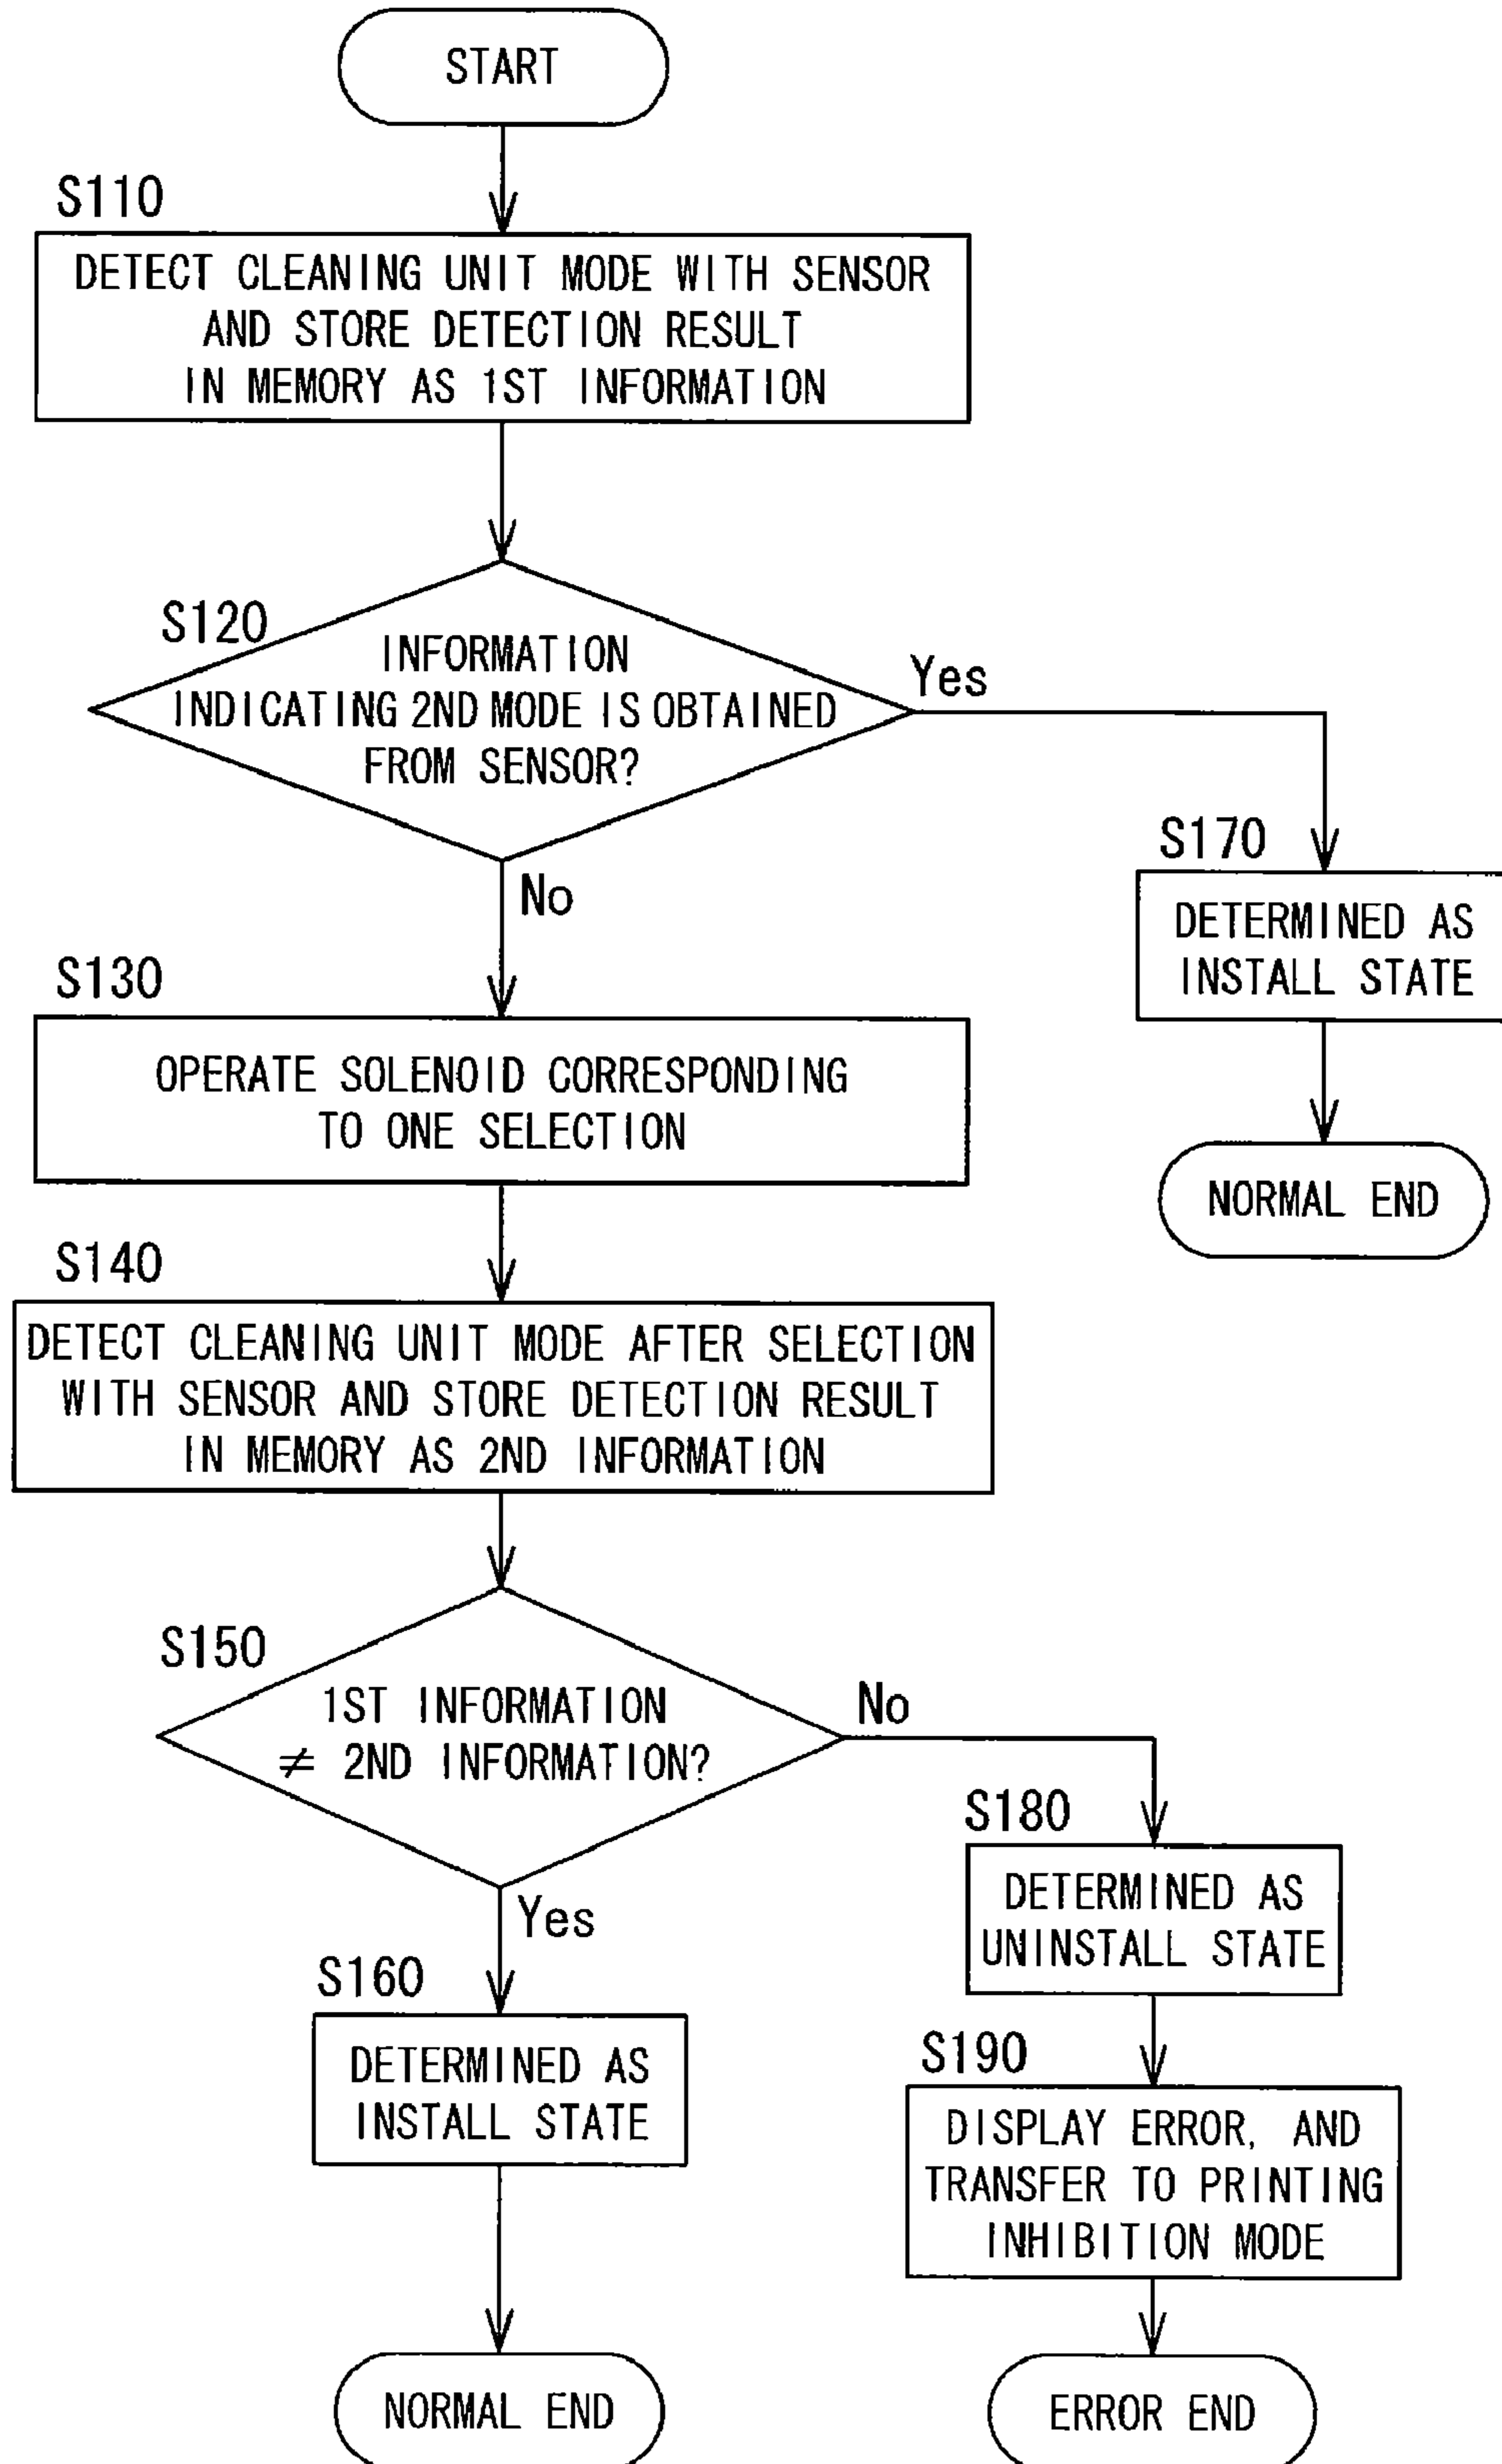 START
S110
DETECT CLEANING UNIT MODE WITH SENSOR
AND STORE DETECTION RESULT
IN MEMORY AS 1ST INFORMATION
S120
INFORMATION
INDICATING 2ND MODE IS OBTAINED
FROM SENSOR?
Yes
No
S170
DETERMINED AS
INSTALL STATE
NORMAL END
S130
OPERATE SOLENOID CORRESPONDING
TO ONE SELECTION
S140
DETECT CLEANING UNIT MODE AFTER SELECTION
WITH SENSOR AND STORE DETECTION RESULT
IN MEMORY AS 2ND INFORMATION
S150
1ST INFORMATION
≠ 2ND INFORMATION?
No
Yes
S160
DETERMINED AS
INSTALL STATE
NORMAL END
S180
DETERMINED AS
UNINSTALL STATE
S190
DISPLAY ERROR, AND
TRANSFER TO PRINTING
INHIBITION MODE
ERROR END